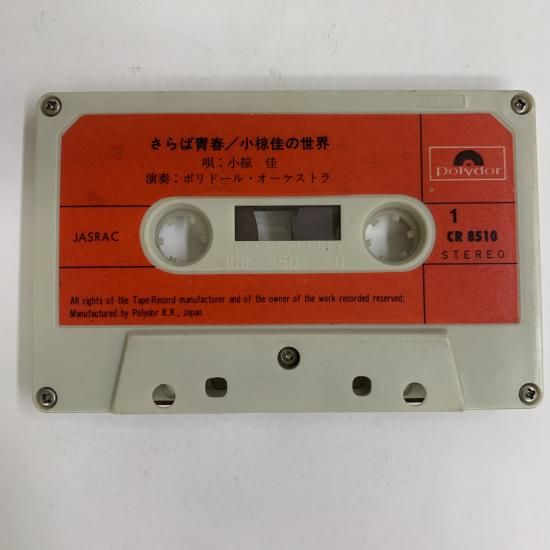 さらば青春/小椋佳の世界
唄:小椋 佳
演奏:ポリドール・オーケストラ
polydor
JASRAC
1
CR 8510
STEREO
100 50 0
All rights of the Tape-Record manufacturer and of the owner of the work recorded reserved;
Manufactured by Polydor K.K., Japan